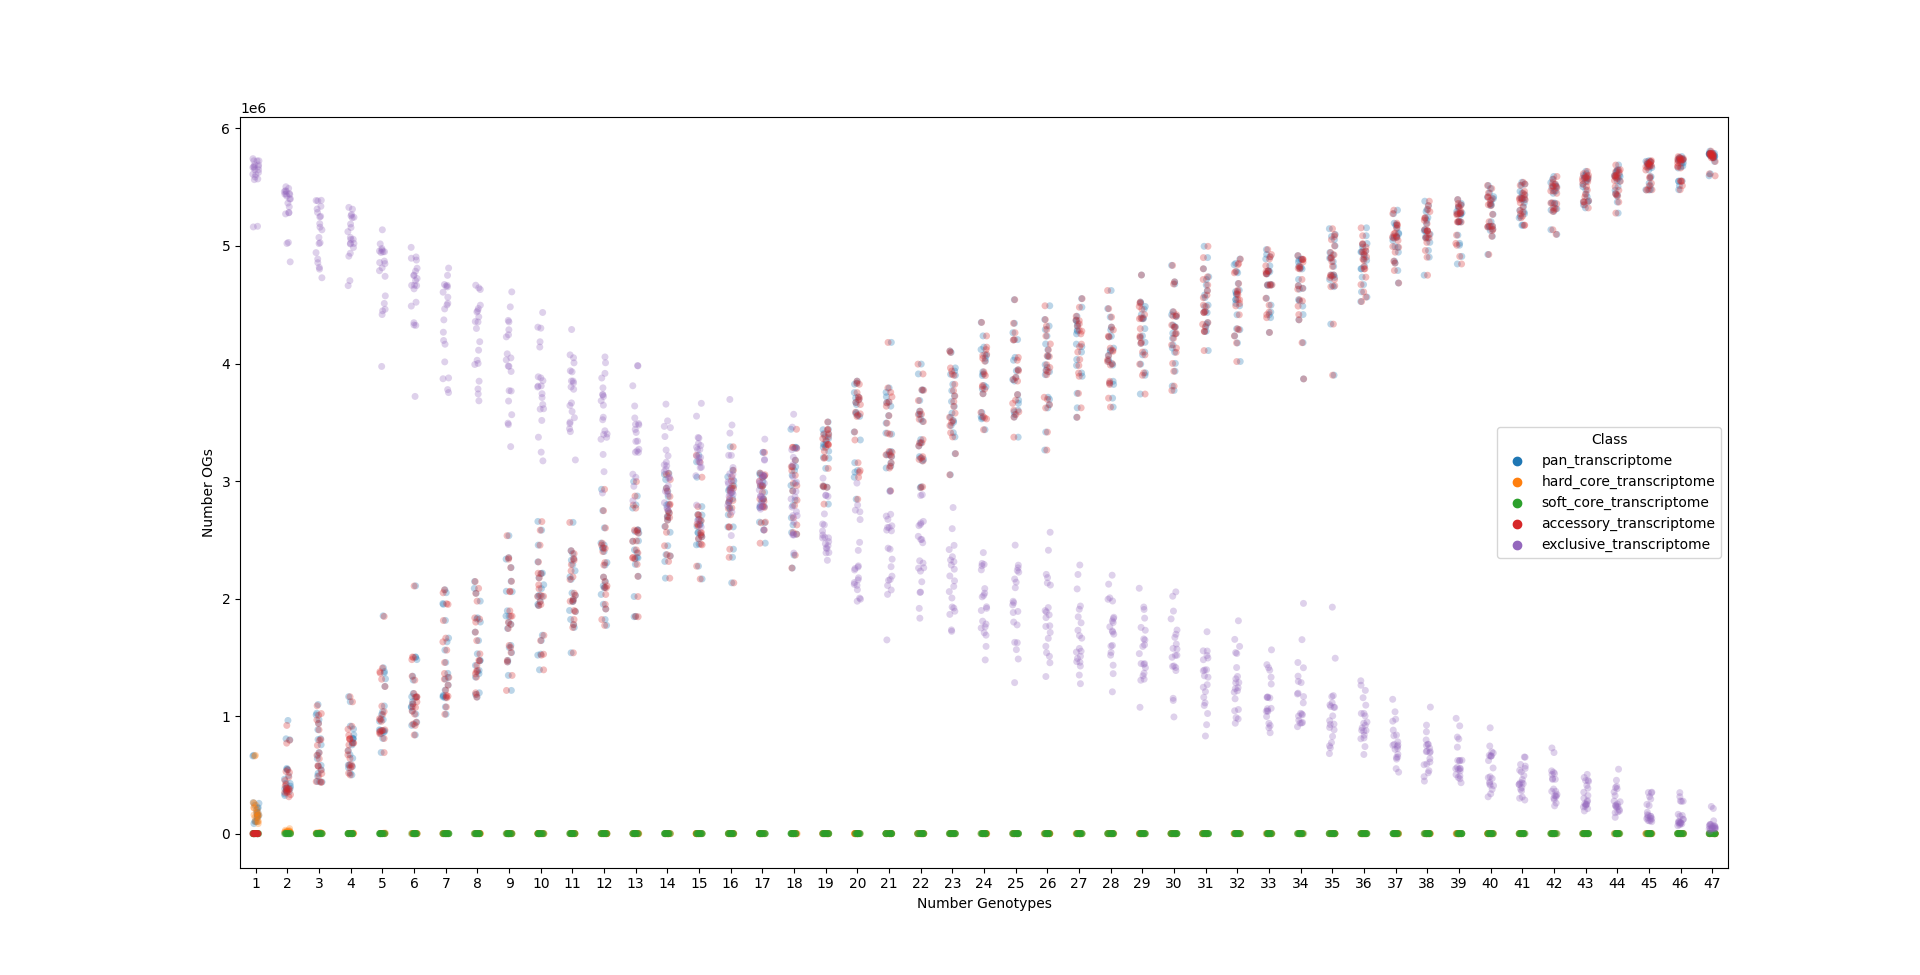 1e6
6
5
4
3
2
1
0
Number OGs
Class
pan_transcriptome
hard_core_transcriptome
soft_core_transcriptome
accessory_transcriptome
exclusive_transcriptome
1 2 3 4 5 6 7 8 9 10 11 12 13 14 15 16 17 18 19 20 21 22 23 24 25 26 27 28 29 30 31 32 33 34 35 36 37 38 39 40 41 42 43 44 45 46 47
Number Genotypes